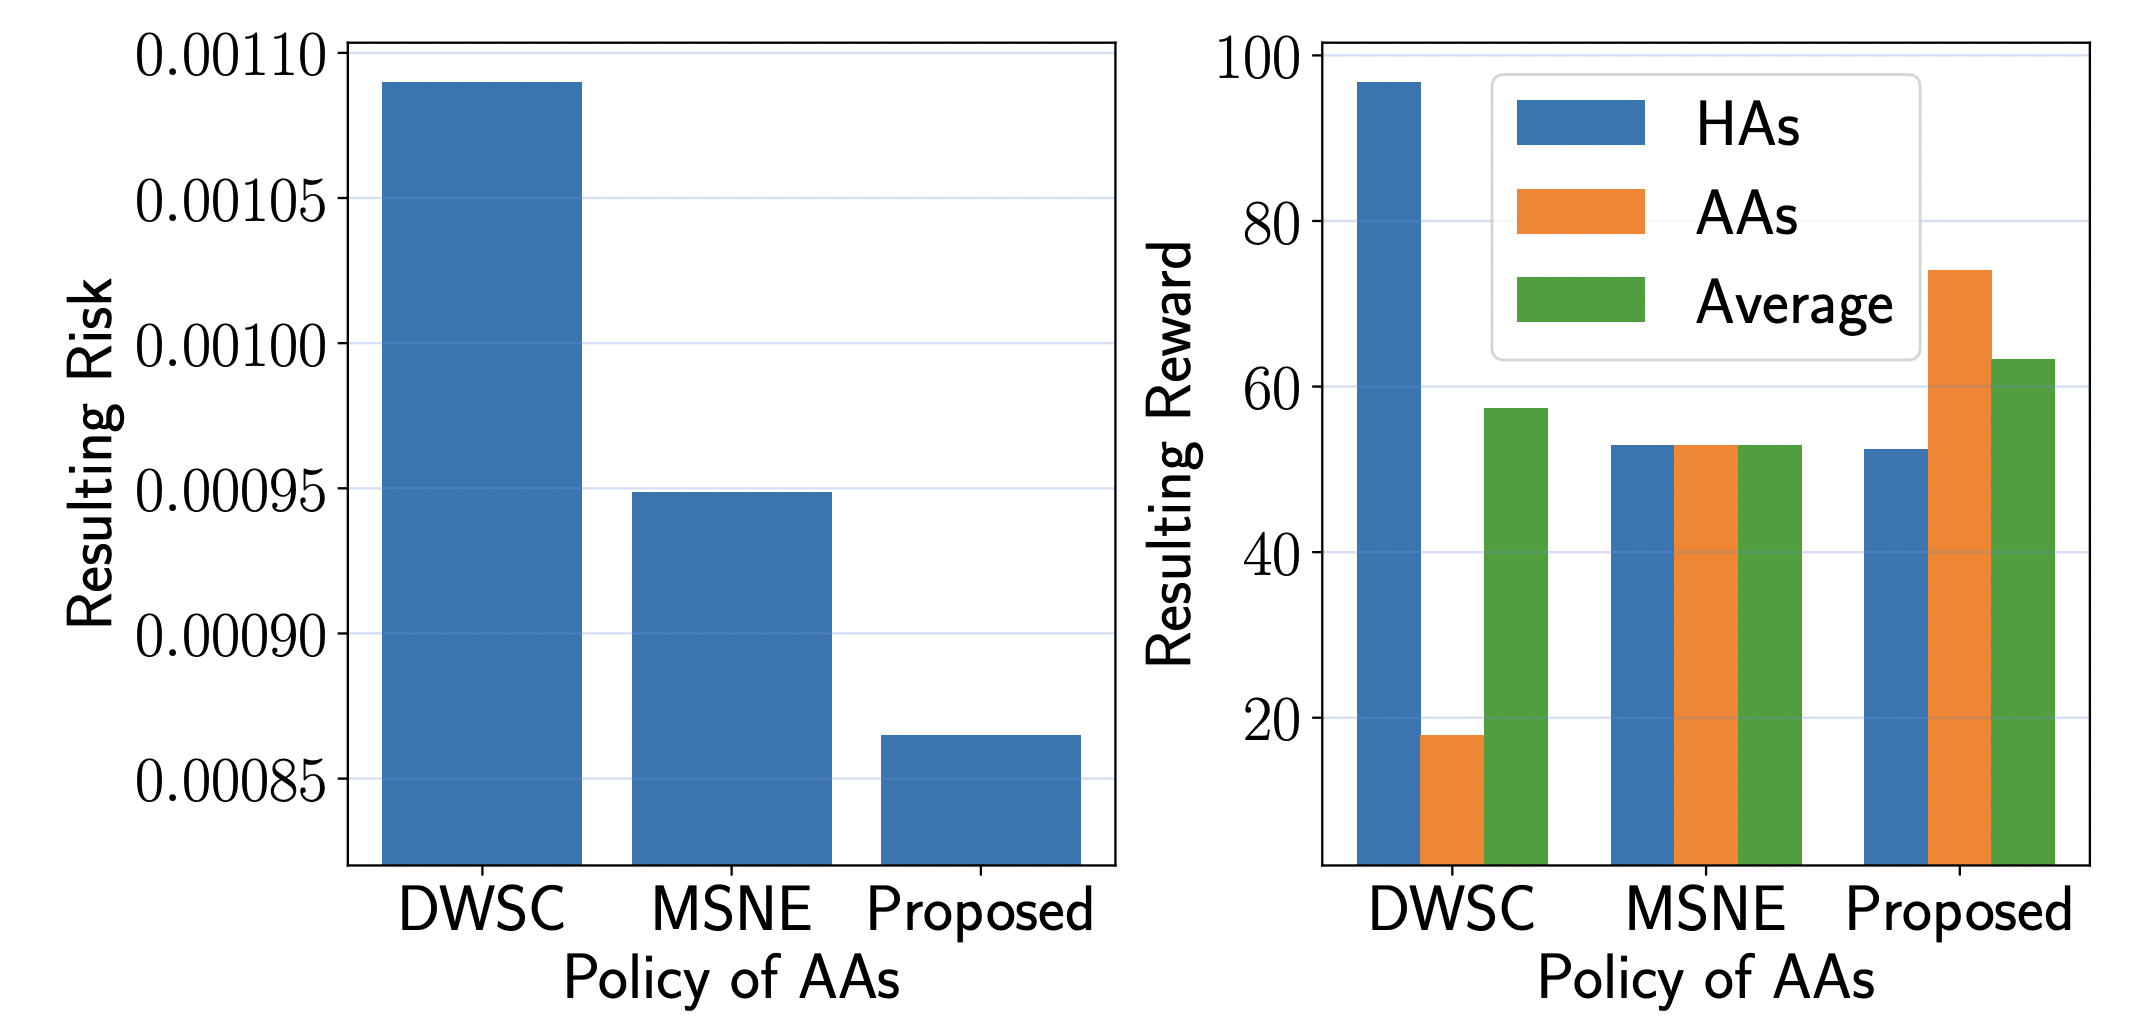 Resulting Risk
0.00110
0.00105
0.00100
0.00095
0.00090
0.00085
DWSC MSNE Proposed
Policy of AAs
Resulting Reward
100
80
60
40
20
HAs
AAs
Average
DWSC MSNE Proposed
Policy of AAs